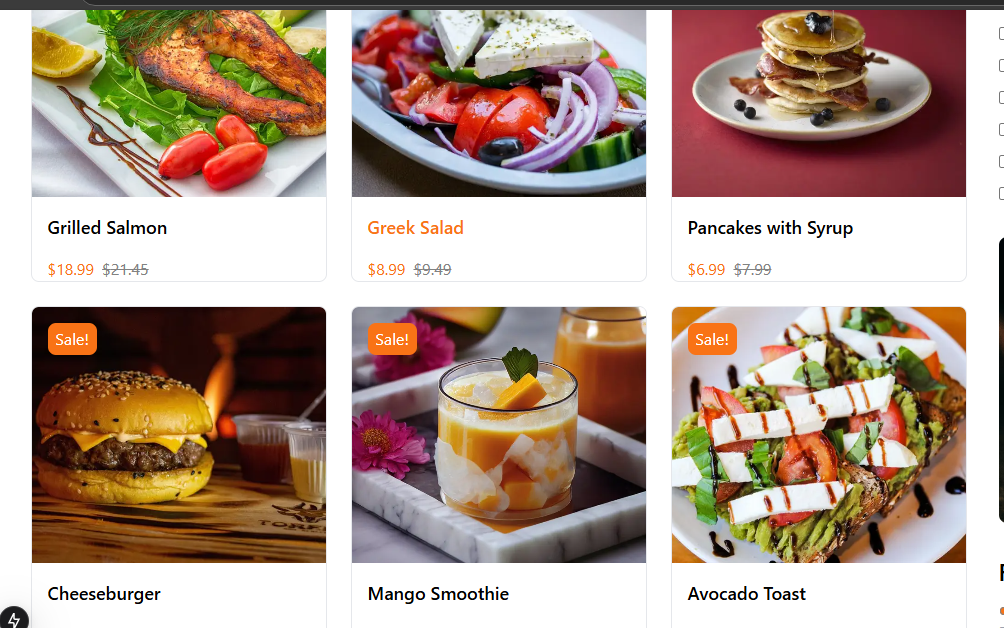 Grilled Salmon
Greek Salad
Pancakes with Syrup
$18.99 $21.45
$8.99 $9.49
$6.99 $7.99
Sale!
Sale!
Sale!
Cheeseburger
Mango Smoothie
Avocado Toast